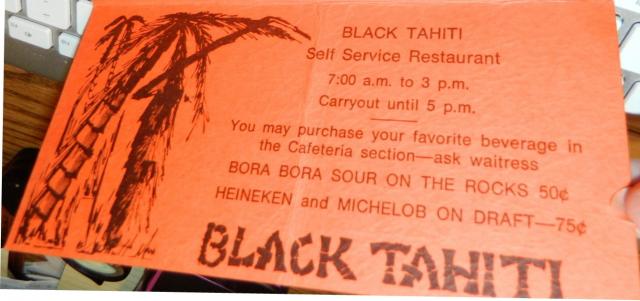 BLACK TAHITI
Self Service Restaurant
7:00 a.m. to 3 p.m.
Carryout until 5 p.m.
You may purchase your favorite beverage in
the Cafeteria section—ask waitress
BORA BORA SOUR ON THE ROCKS 50¢
HEINEKEN and MICHELOB ON DRAFT—75¢
BLACK TAHITI